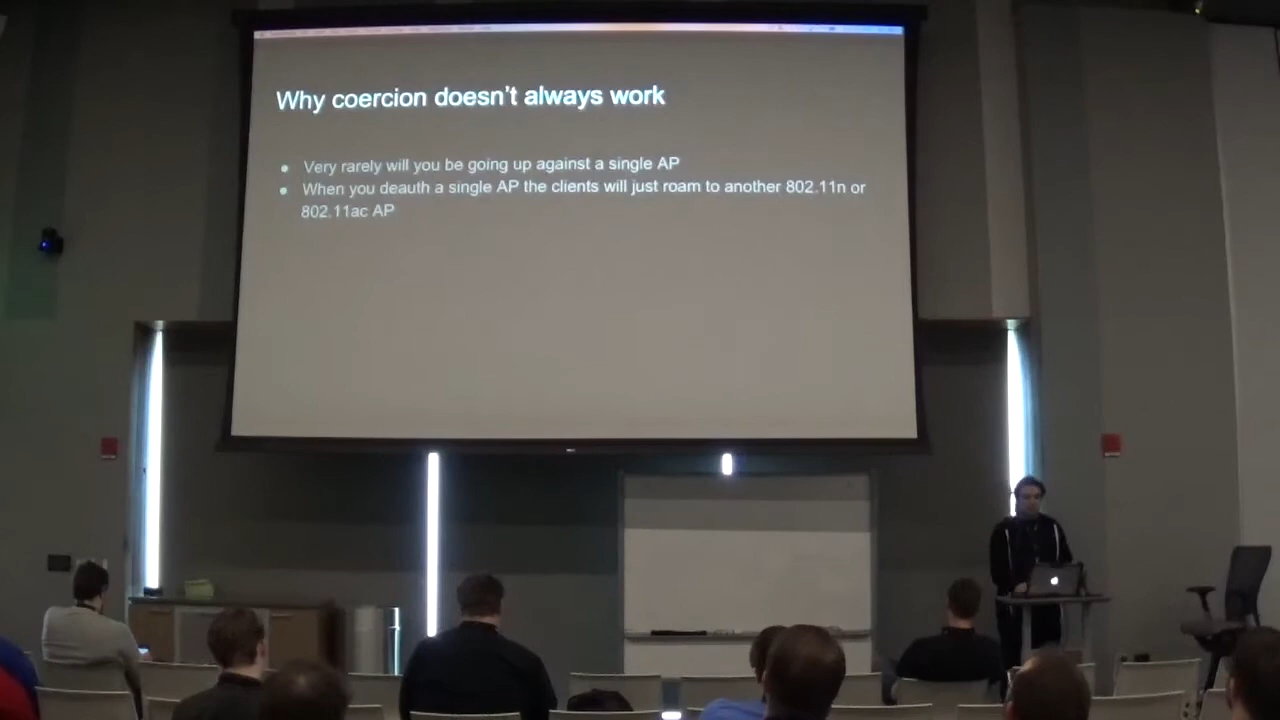 Why coercion doesn't always work
● Very rarely will you be going up against a single AP
● When you deauth a single AP the clients will just roam to another 802.11n or
802.11ac AP